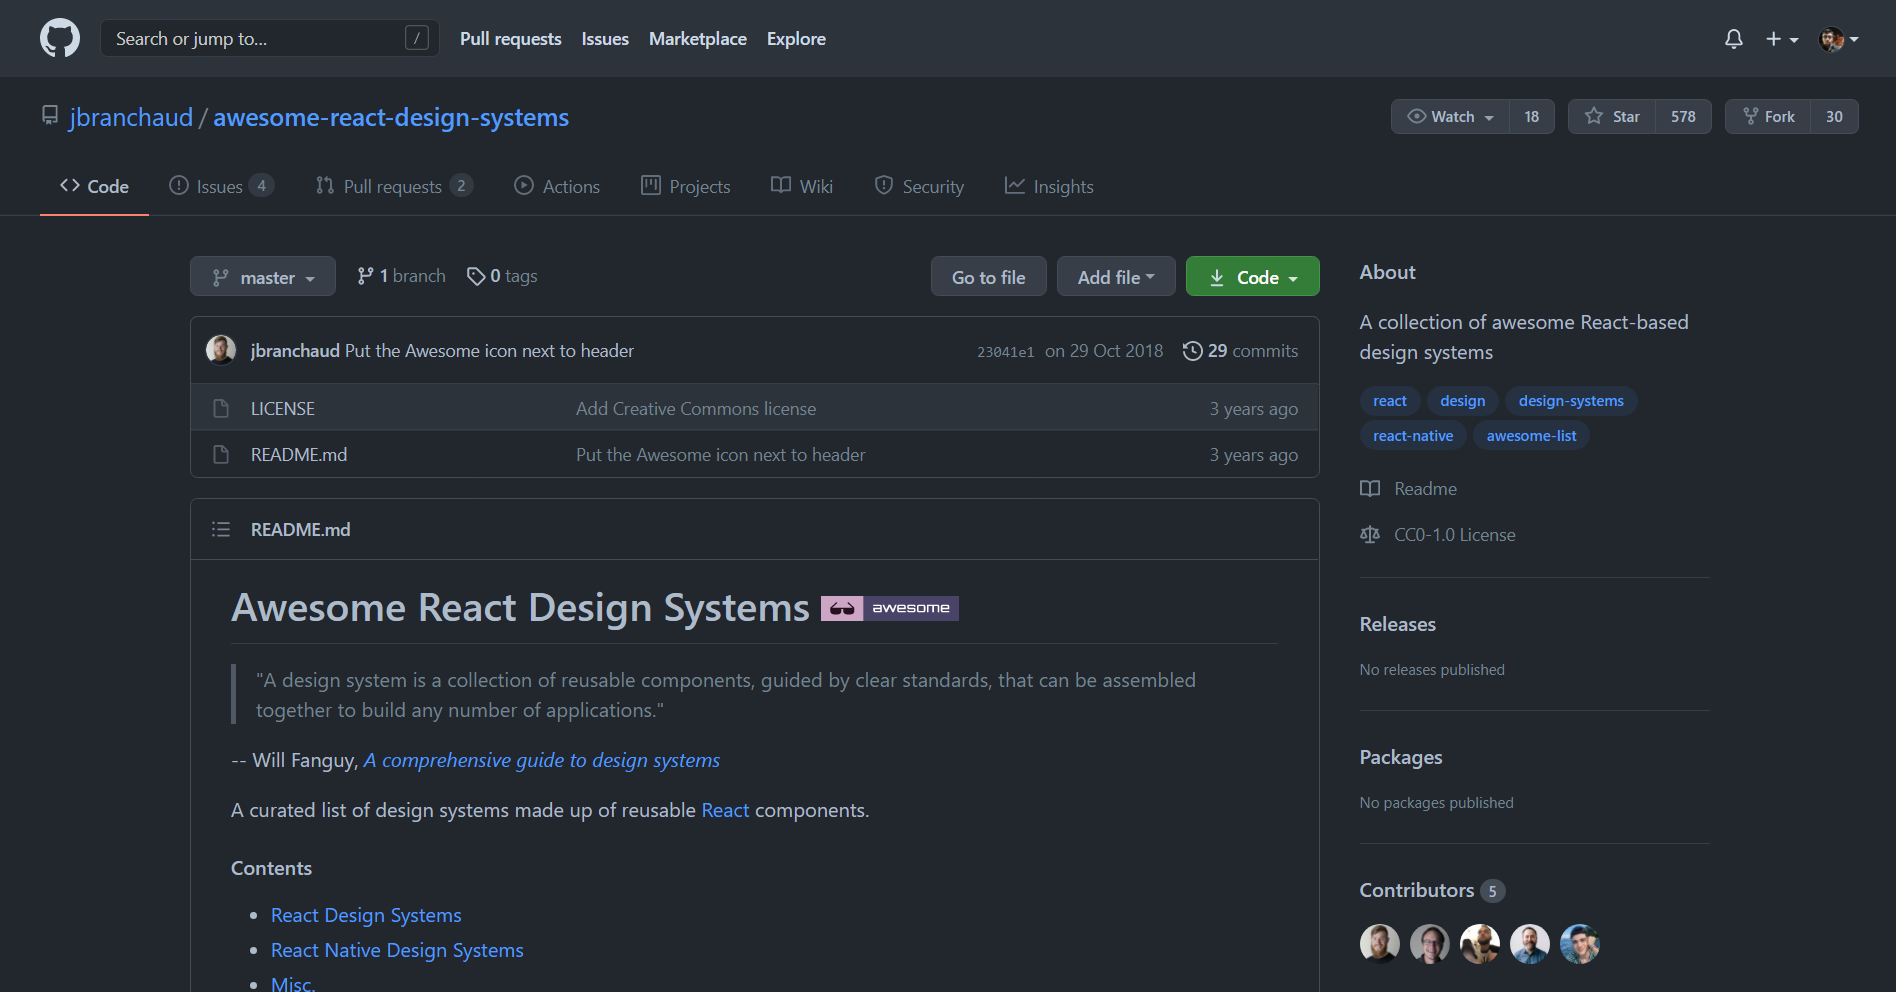 Search or jump to... /
Pull requests Issues Marketplace Explore
jbranchaud / awesome-react-design-systems
Watch 18 Star 578 Fork 30
Code Issues 4 Pull requests 2 Actions Projects Wiki Security Insights
master 1 branch 0 tags
Go to file Add file Code
jbranchaud Put the Awesome icon next to header 23041e1 on 29 Oct 2018 29 commits
LICENSE Add Creative Commons license 3 years ago
README.md Put the Awesome icon next to header 3 years ago
README.md
Awesome React Design Systems awesome
"A design system is a collection of reusable components, guided by clear standards, that can be assembled
together to build any number of applications."
-- Will Fanguy, A comprehensive guide to design systems
A curated list of design systems made up of reusable React components.
Contents
React Design Systems
React Native Design Systems
Misc.
About
A collection of awesome React-based
design systems
react design design-systems
react-native awesome-list
Readme
CC0-1.0 License
Releases
No releases published
Packages
No packages published
Contributors 5